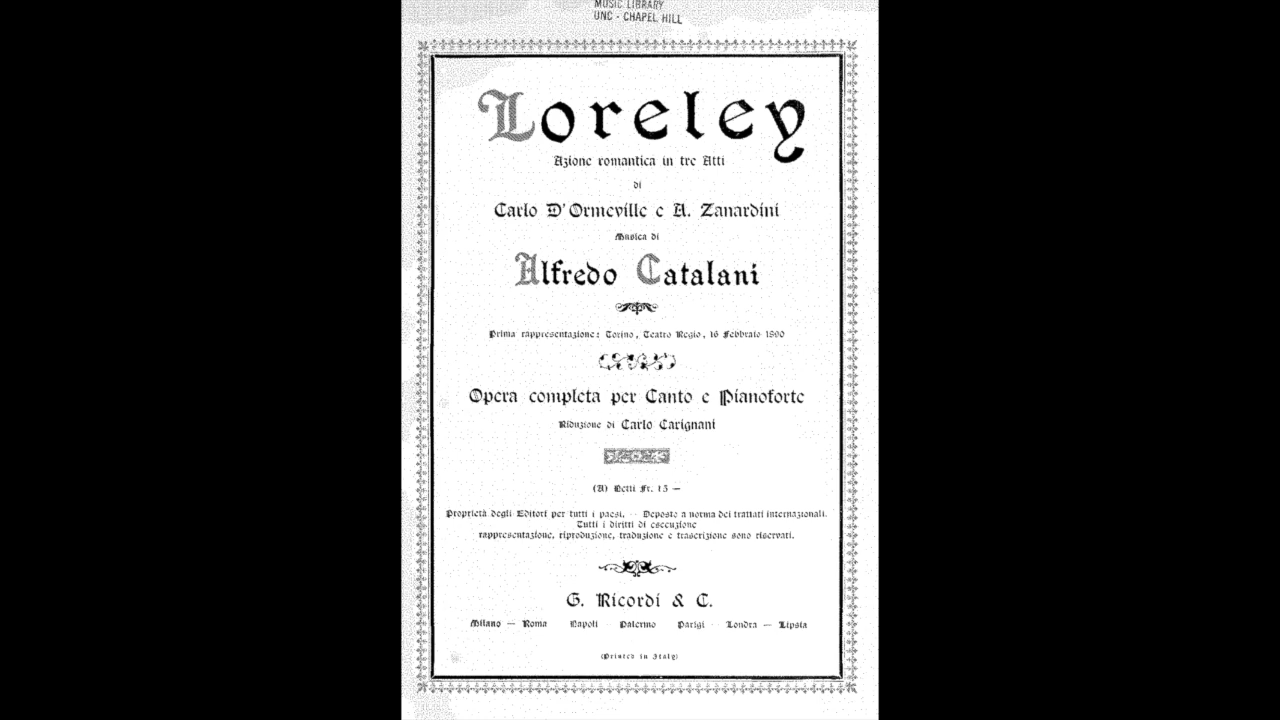 MUSIC LIBRARY
UNC - CHAPEL HILL
Loreley
Azione romantica in tre Atti
di
Carlo D'Ormeville e A. Zanardini
Musica di
Alfredo Catalani
Prima rappresentazione: Torino, Teatro Regio, 16 Febbraio 1890
Opera completa per Canto e Pianoforte
Riduzione di Carlo Carignani
(A) Netti Fr. 15 —
Proprietà degli Editori per tutti i paesi. -- Deposto a norma dei trattati internazionali.
Tutti i diritti di esecuzione
rappresentazione, riproduzione, traduzione e trascrizione sono riservati.
G. Ricordi & C.
Milano — Roma Napoli - Palermo Parigi - Londra — Lipsia
(Printed in Italy)